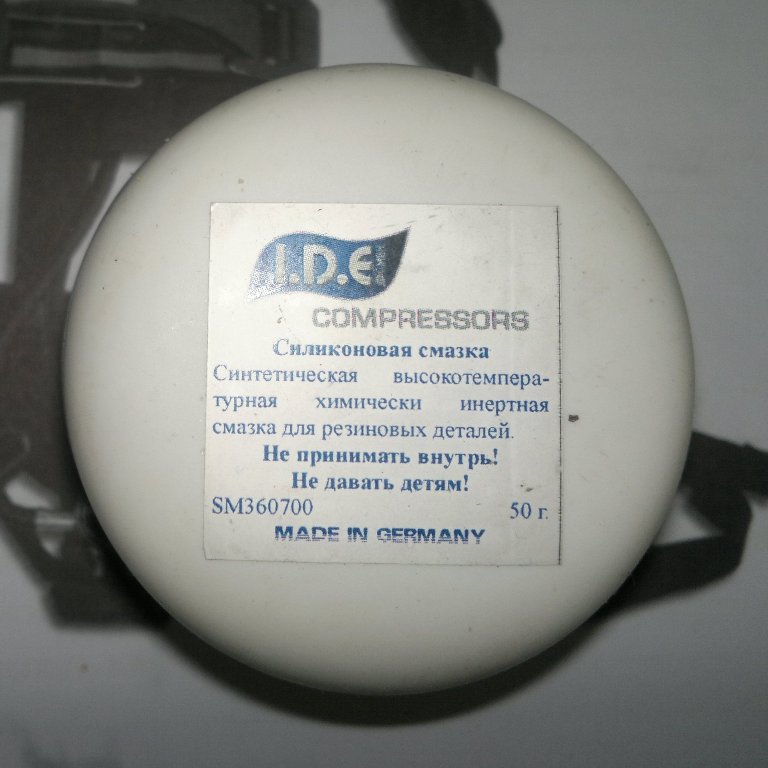 I.D.E
COMPRESSORS
Силиконовая смазка
Синтетическая высокотемпера-
турная химически инертная
смазка для резиновых деталей.
Не принимать внутрь!
Не давать детям!
SM360700 50 г.
MADE IN GERMANY